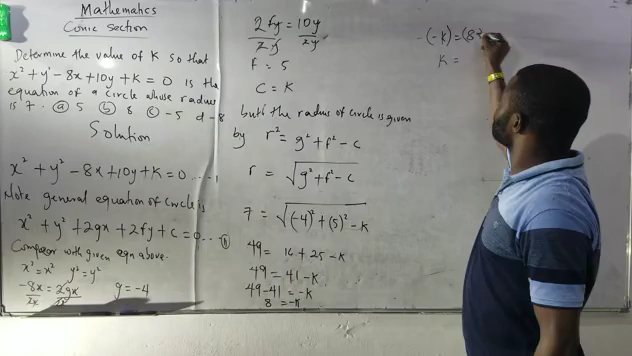 Mathematics
Conic section
Determine the value of K so that
x² + y² - 8x + 10y + K = 0 is the
equation of a circle whose radius
is 7. ⓐ 5 ⓑ 8 ⓒ -5 d -8
Solution
x² + y² - 8x + 10y + K = 0 ---- 1
Note general equation of circle is
x² + y² + 2gx + 2fy + c = 0 --- ⑪
Comparer with given eqn above.
x² = x² y² = y²
-8x/2x = 2gx/2x g = -4
2fy/2y = 10y/2y
f = 5
C = K
but the radius of circle is given
by r² = g² + f² - c
r = √(g² + f² - c)
7 = √((-4)² + (5)² - K)
49 = 16 + 25 - K
49 = 41 - K
49 - 41 = -K
8 = -K
-(-K) = (8)
K =